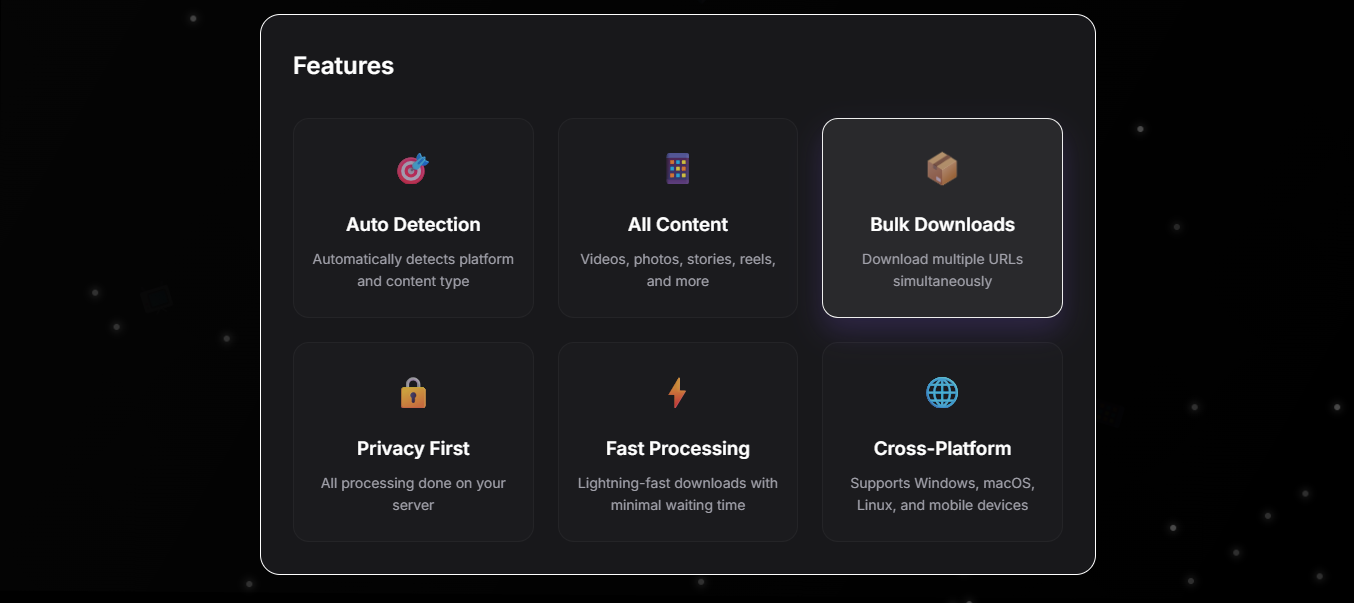 Features
Auto Detection
Automatically detects platform
and content type
All Content
Videos, photos, stories, reels,
and more
Bulk Downloads
Download multiple URLs
simultaneously
Privacy First
All processing done on your
server
Fast Processing
Lightning-fast downloads with
minimal waiting time
Cross-Platform
Supports Windows, macOS,
Linux, and mobile devices